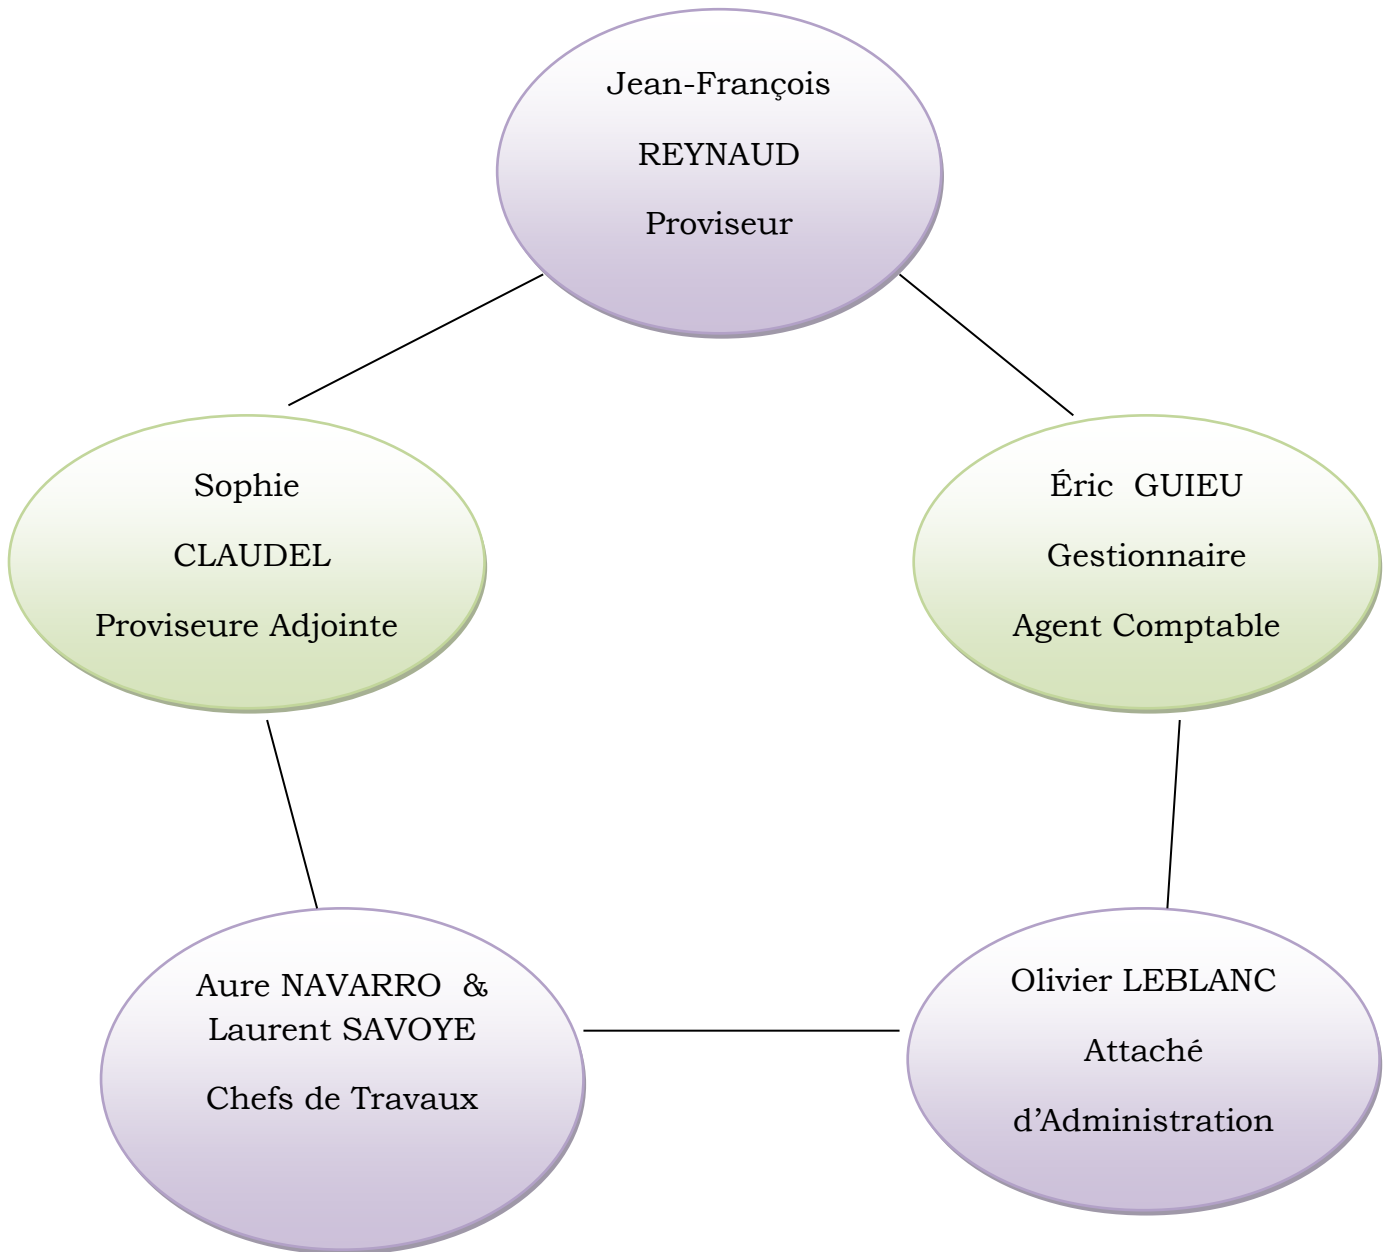 Jean-François
REYNAUD
Proviseur
Sophie
CLAUDEL
Proviseure Adjointe
Éric  GUIEU
Gestionnaire
Agent Comptable
Aure NAVARRO  &
Laurent SAVOYE
Chefs de Travaux
Olivier LEBLANC
Attaché
d’Administration